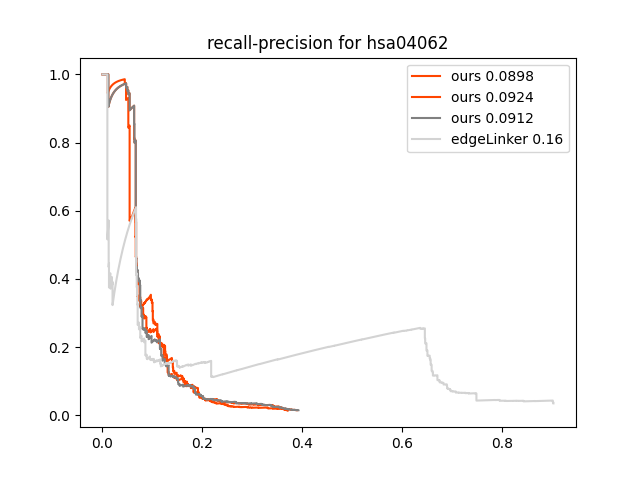 recall-precision for hsa04062
1.0
0.8
0.6
0.4
0.2
0.0
ours 0.0898
ours 0.0924
ours 0.0912
edgeLinker 0.16
0.0 0.2 0.4 0.6 0.8